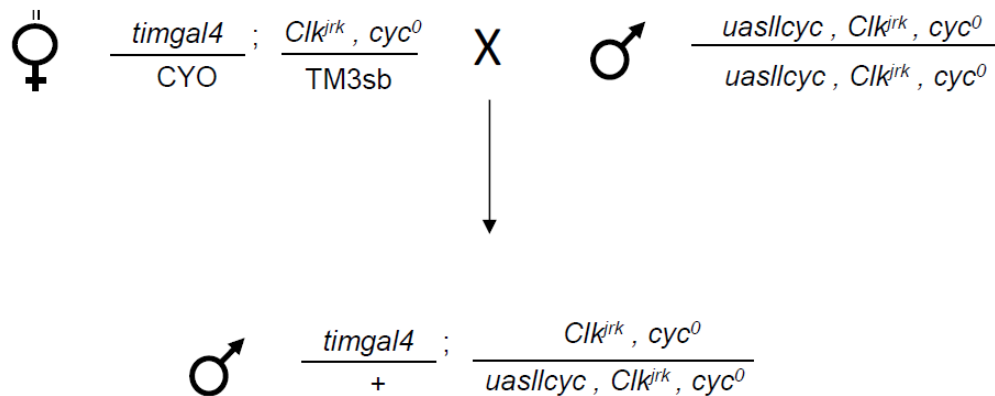 timgal4 ; Clkjrk , cyc0 X uasllcyc , Clkjrk , cyc0
CYO TM3sb uasllcyc , Clkjrk , cyc0
timgal4 ; Clkjrk , cyc0
+ uasllcyc , Clkjrk , cyc0